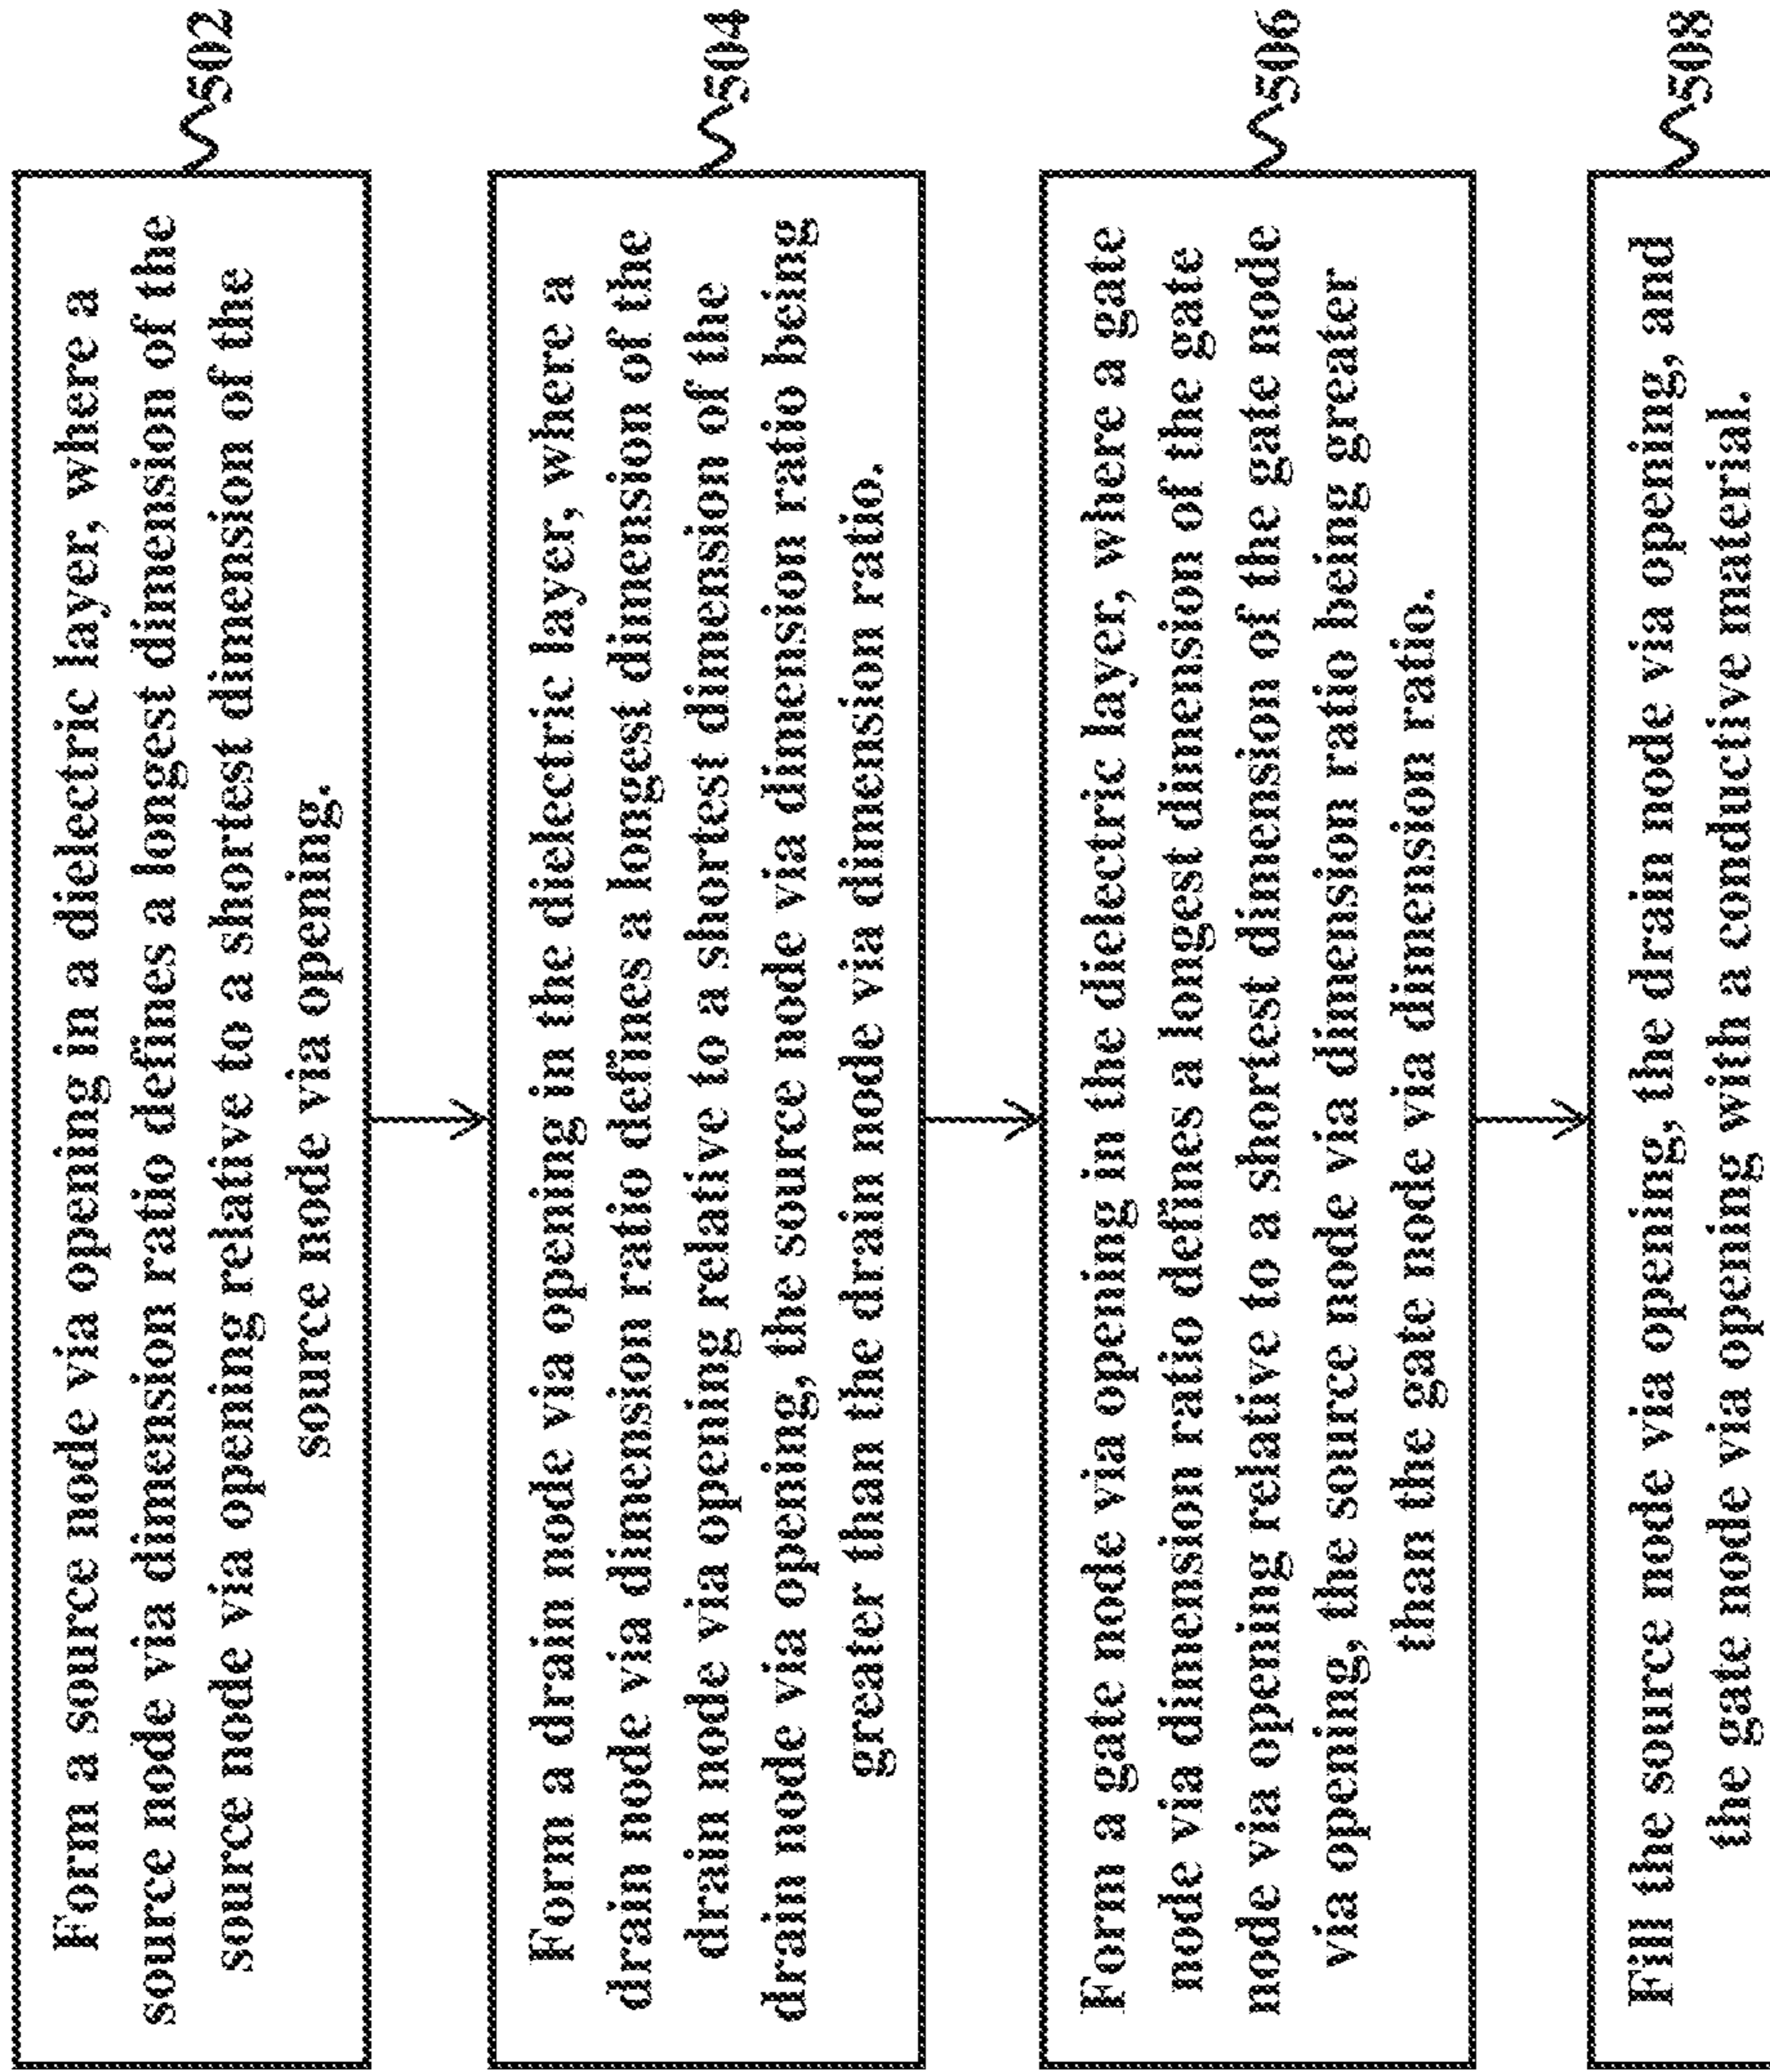 Form a source node via opening in a dielectric layer, where a
source node via dimension ratio defines a longest dimension of the
source node via opening relative to a shortest dimension of the
source node via opening.
502
Form a drain node via opening in the dielectric layer, where a
drain node via dimension ratio defines a longest dimension of the
drain node via opening relative to a shortest dimension of the
drain node via opening, the source node via dimension ratio being
greater than the drain node via dimension ratio.
504
Form a gate node via opening in the dielectric layer, where a gate
node via dimension ratio defines a longest dimension of the gate
node via opening relative to a shortest dimension of the gate node
via opening, the source node via dimension ratio being greater
than the gate node via dimension ratio.
506
Fill the source node via opening, the drain node via opening, and
the gate node via opening with a conductive material.
508